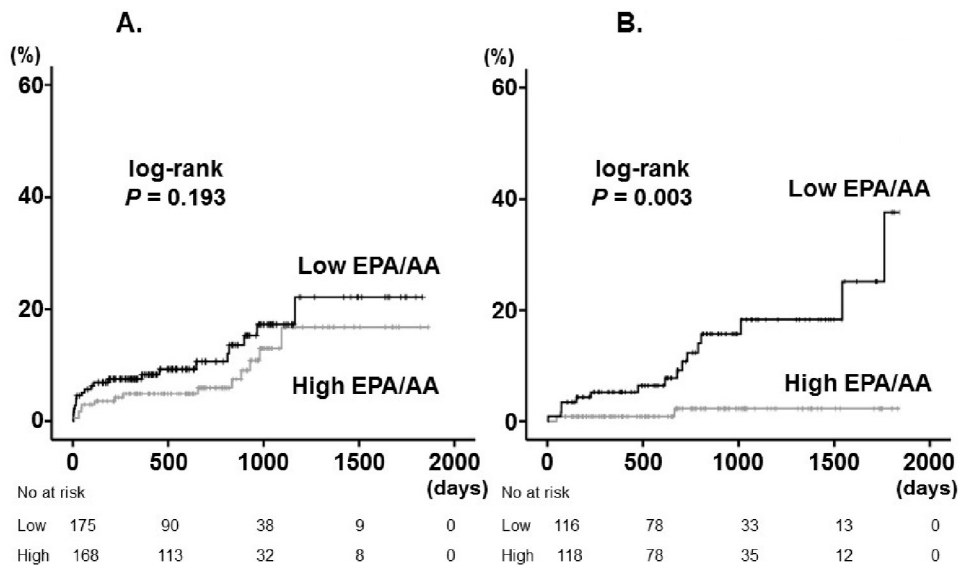 A.
(%)
60
40
20
0
log-rank
P = 0.193
Low EPA/AA
High EPA/AA
0 500 1000 1500 2000
(days)
No at risk
Low 175 90 38 9 0
High 168 113 32 8 0
B.
(%)
60
40
20
0
log-rank
P = 0.003
Low EPA/AA
High EPA/AA
0 500 1000 1500 2000
(days)
No at risk
Low 116 78 33 13 0
High 118 78 35 12 0